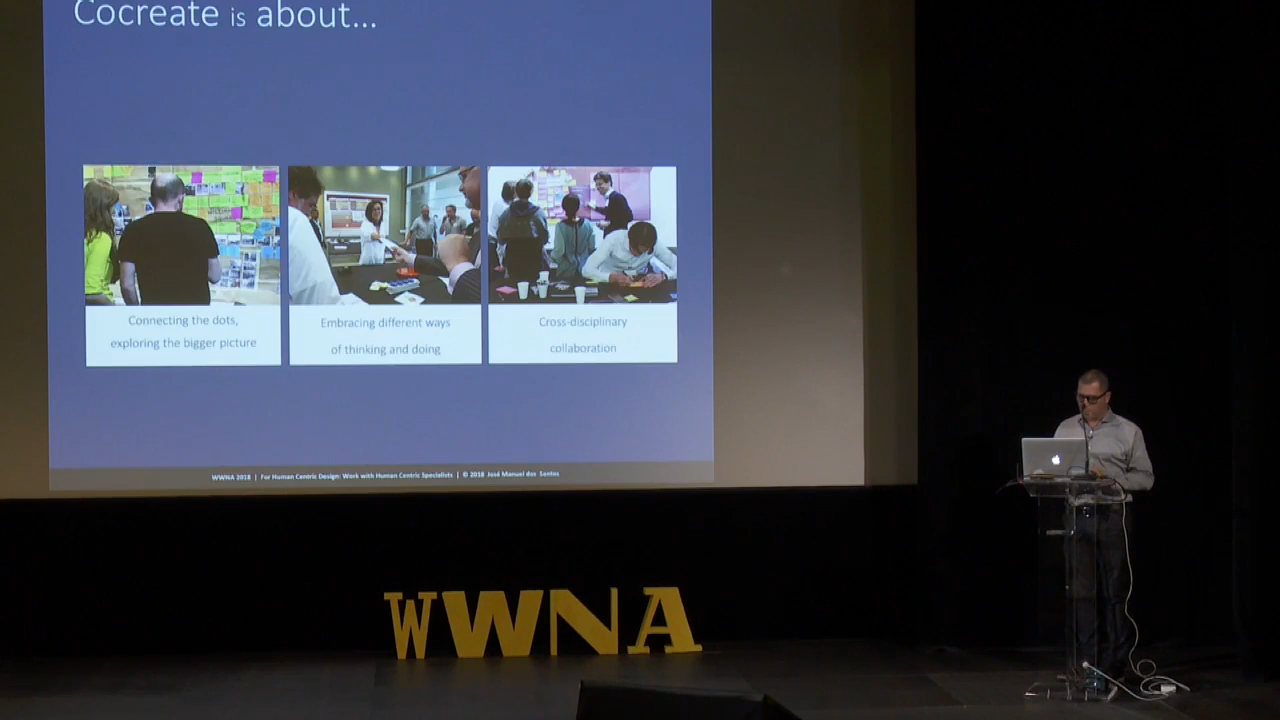 Cocreate is about...
Connecting the dots,
exploring the bigger picture
Embracing different ways
of thinking and doing
Cross-disciplinary
collaboration
WWNA 2018 | For Human Centric Design: Work with Human Centric Specialists | © 2018 José Manuel dos Santos
WWNA